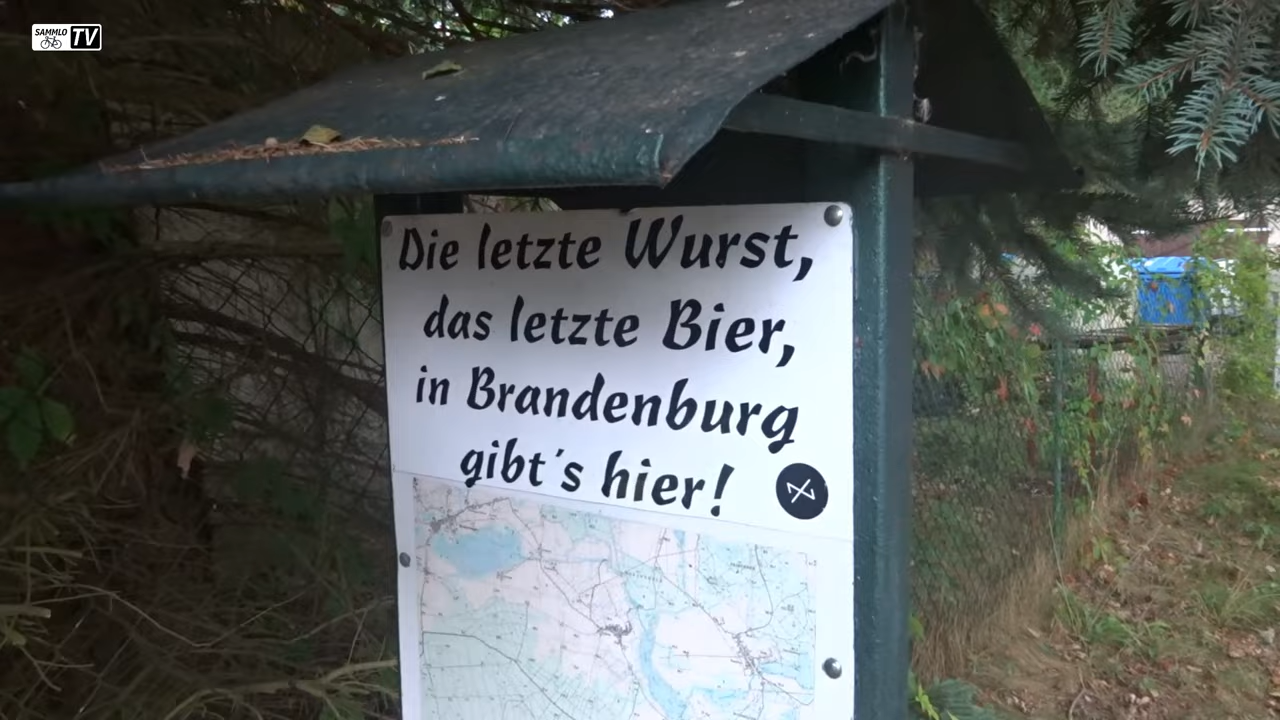 SAMMLO
TV
Die letzte Wurst,
das letzte Bier,
in Brandenburg
gibt´s hier!